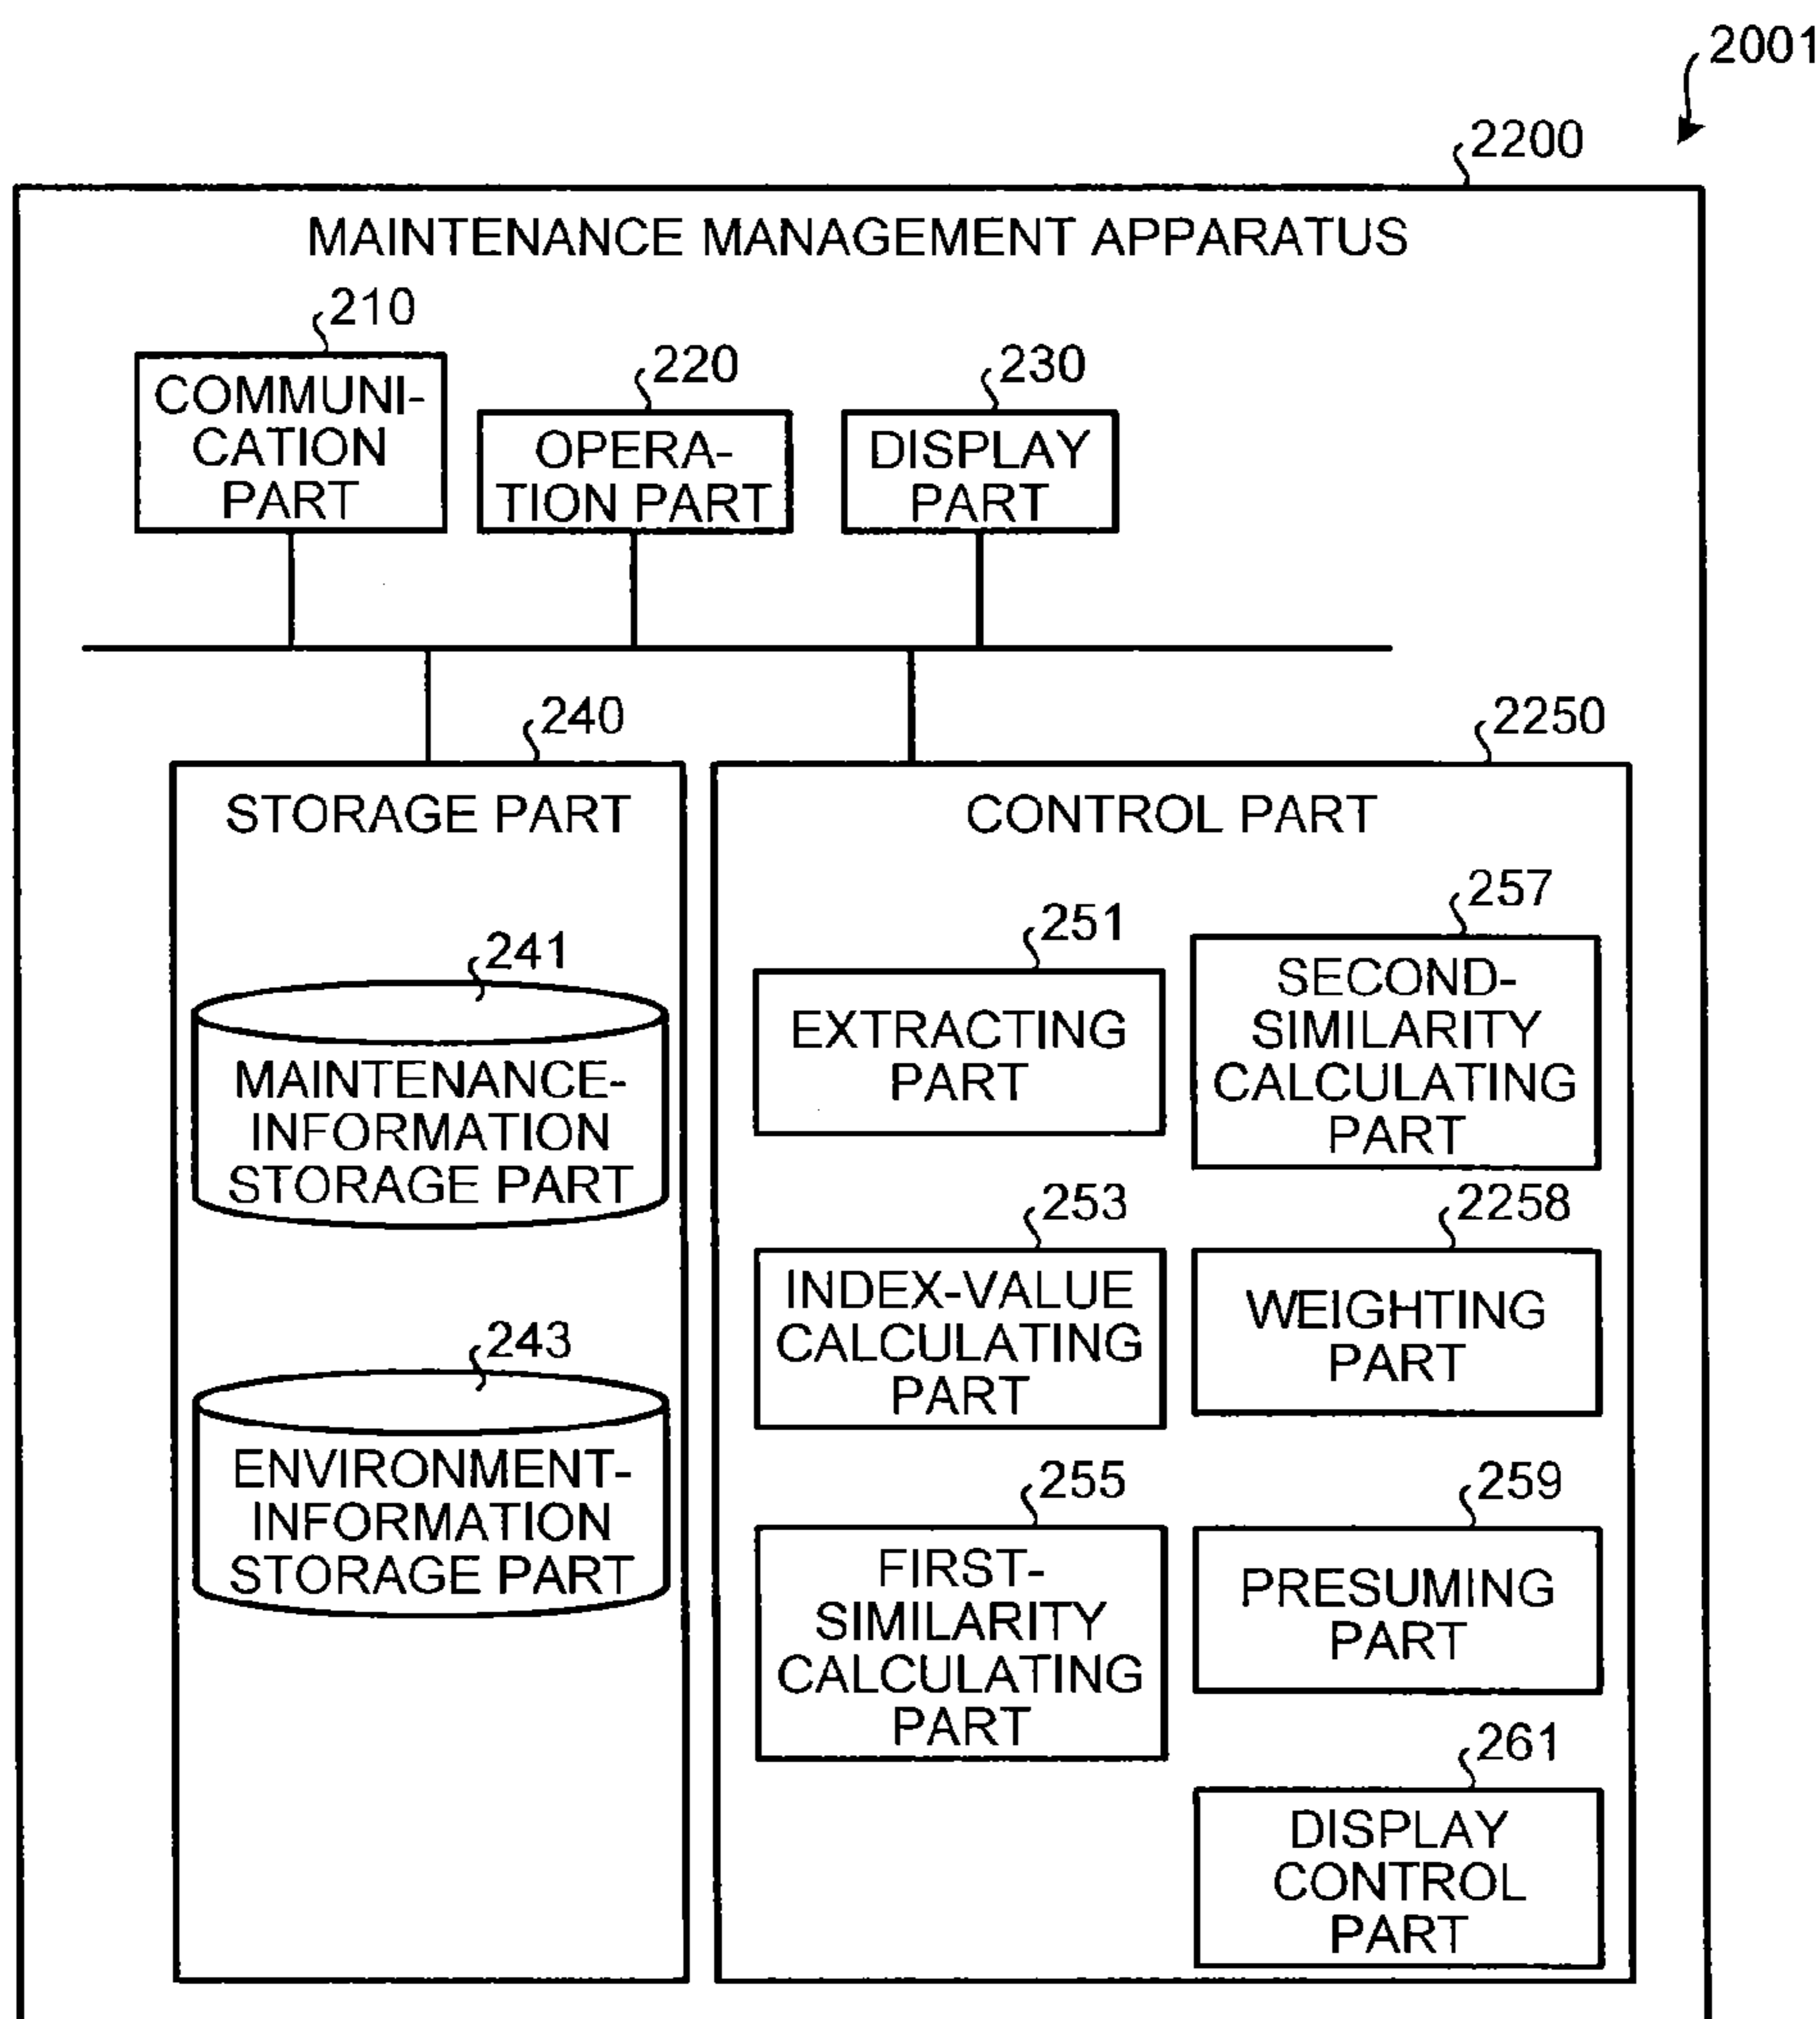 2001
2200
MAINTENANCE MANAGEMENT APPARATUS
210
COMMUNI-
CATION
PART
220
OPERA-
TION PART
230
DISPLAY
PART
240
STORAGE PART
241
MAINTENANCE-
INFORMATION
STORAGE PART
243
ENVIRONMENT-
INFORMATION
STORAGE PART
2250
CONTROL PART
251
EXTRACTING
PART
257
SECOND-
SIMILARITY
CALCULATING
PART
253
INDEX-VALUE
CALCULATING
PART
2258
WEIGHTING
PART
255
FIRST-
SIMILARITY
CALCULATING
PART
259
PRESUMING
PART
261
DISPLAY
CONTROL
PART